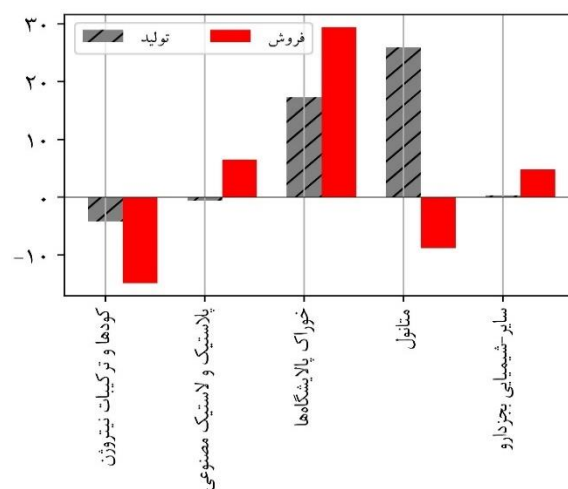 ۳۰
۲۰
۱۰
۰
-۱۰
تولید
فروش
کودها و ترکیبات نیتروژن
پلاستیک و لاستیک مصنوعی
خوراک پالایشگاه‌ها
متانول
سایر-شیمیایی بجزدارو